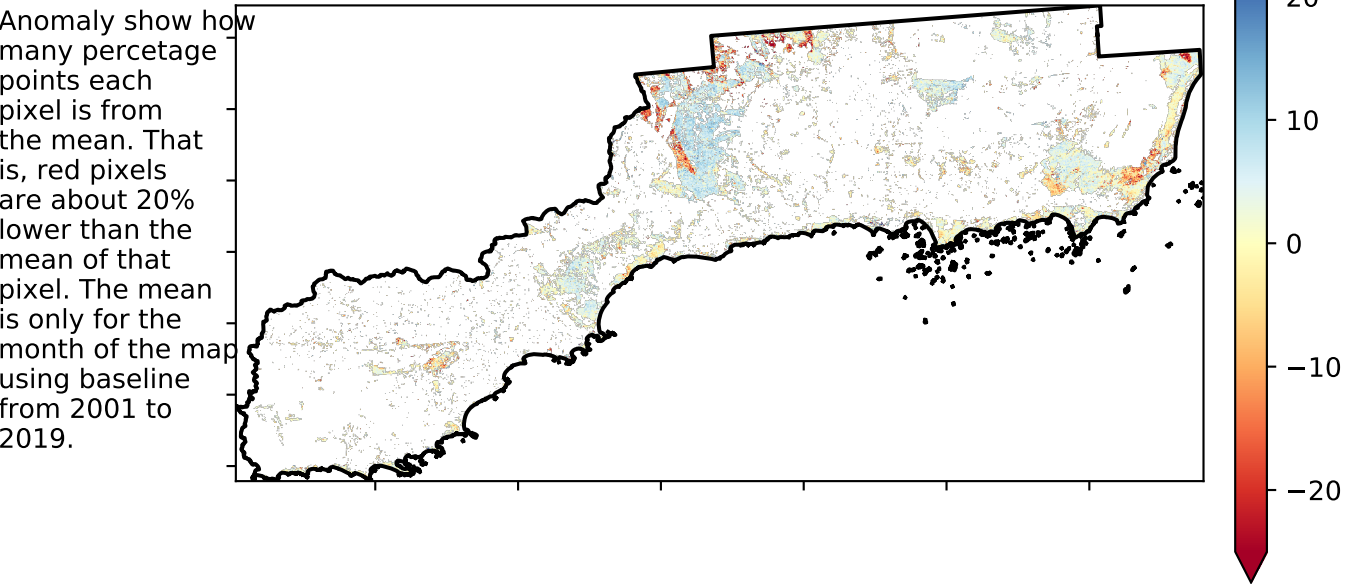 Anomaly show how
many percetage
points each
pixel is from
the mean. That
is, red pixels
are about 20%
lower than the
mean of that
pixel. The mean
is only for the
month of the map
using baseline
from 2001 to
2019.
20
10
0
−10
−20